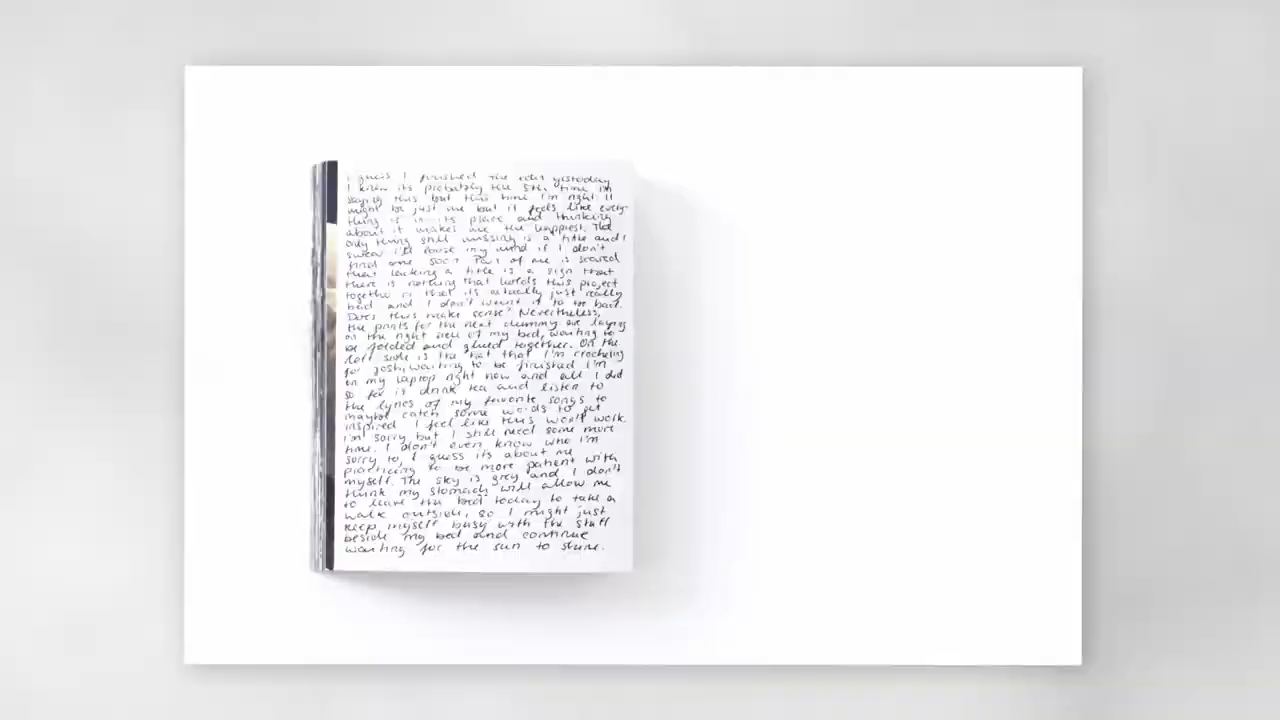 I guess I finished the edit yesterday
I know its probably the 5th time I'm
saying this but this time I'm right. It
might be just me but it feels like every-
thing is in its place and thinking
about it makes me the happiest. The
only thing still missing is a title and I
swear I'll loose my mind if I don't
find one soon. Part of me is scared
that lacking a title is a sign that
there is nothing that holds this project
together or that its actually just really
bad and I don't want it to be bad.
Does this make sense? Nevertheless,
the prints for the next dummy are laying
on the right side of my bed, waiting to
be folded and glued together. On the
left side is the hat that I'm crocheting
for Josh, waiting to be finished. I'm
on my laptop right now and all I did
so far is drink tea and listen to
the lyrics of my favorite songs to
maybe catch some words to get
inspired. I feel like this won't work.
I'm sorry but I still need some more
time. I don't even know who I'm
sorry to, I guess its about me
practicing to be more patient with
myself. The sky is grey and I don't
think my stomach will allow me
to leave the bed today to take a
walk outside, so I might just
keep myself busy with the stuff
beside my bed and continue
waiting for the sun to shine.